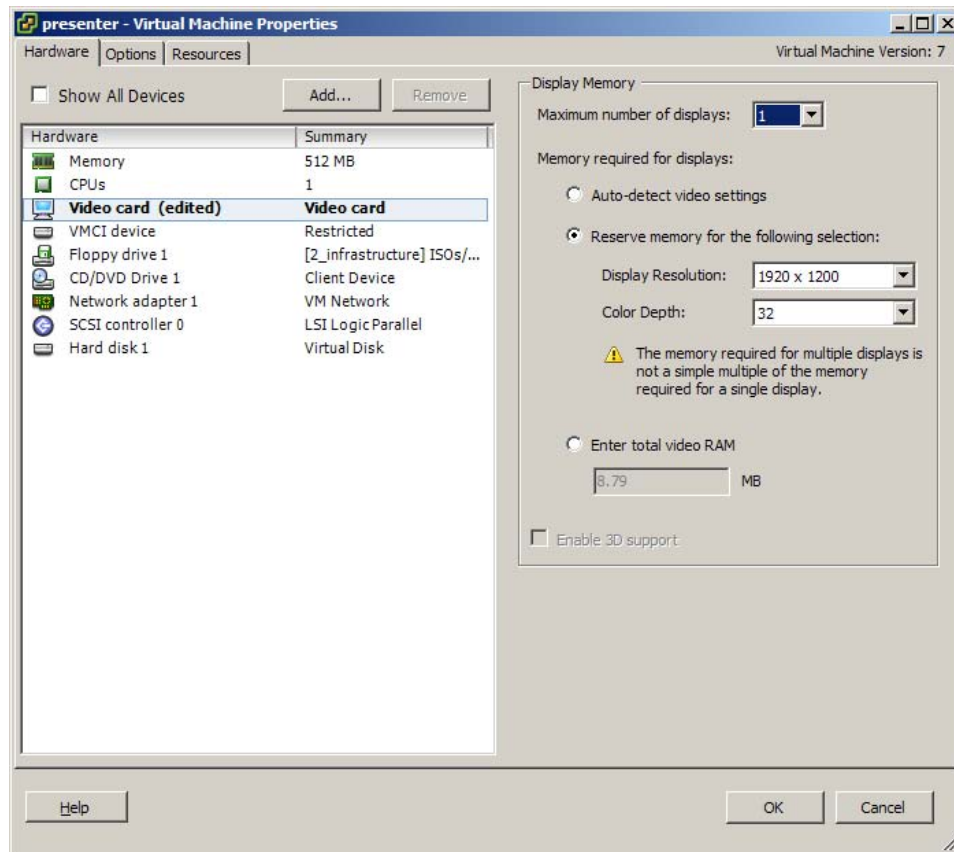 presenter - Virtual Machine Properties
Hardware Options Resources
Virtual Machine Version: 7
Show All Devices
Add... Remove
Hardware Summary
Memory 512 MB
CPUs 1
Video card (edited) Video card
VMCI device Restricted
Floppy drive 1 [2_infrastructure] ISOs/...
CD/DVD Drive 1 Client Device
Network adapter 1 VM Network
SCSI controller 0 LSI Logic Parallel
Hard disk 1 Virtual Disk
Display Memory
Maximum number of displays: 1
Memory required for displays:
Auto-detect video settings
Reserve memory for the following selection:
Display Resolution: 1920 x 1200
Color Depth: 32
The memory required for multiple displays is
not a simple multiple of the memory
required for a single display.
Enter total video RAM
8.79 MB
Enable 3D support
Help
OK Cancel